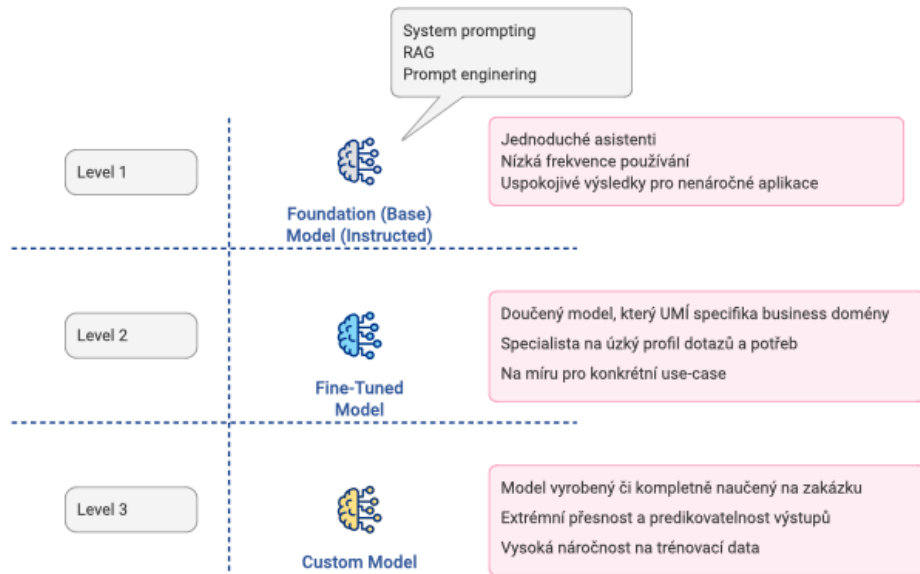 System prompting
RAG
Prompt enginering
Level 1
Foundation (Base)
Model (Instructed)
Jednoduché asistenti
Nízká frekvence používání
Uspokojivé výsledky pro nenáročné aplikace
Level 2
Fine-Tuned
Model
Doučený model, který UMÍ specifika business domény
Specialista na úzký profil dotazů a potřeb
Na míru pro konkrétní use-case
Level 3
Custom Model
Model vyrobený či kompletně naučený na zakázku
Extrémní přesnost a predikovatelnost výstupů
Vysoká náročnost na trénovací data